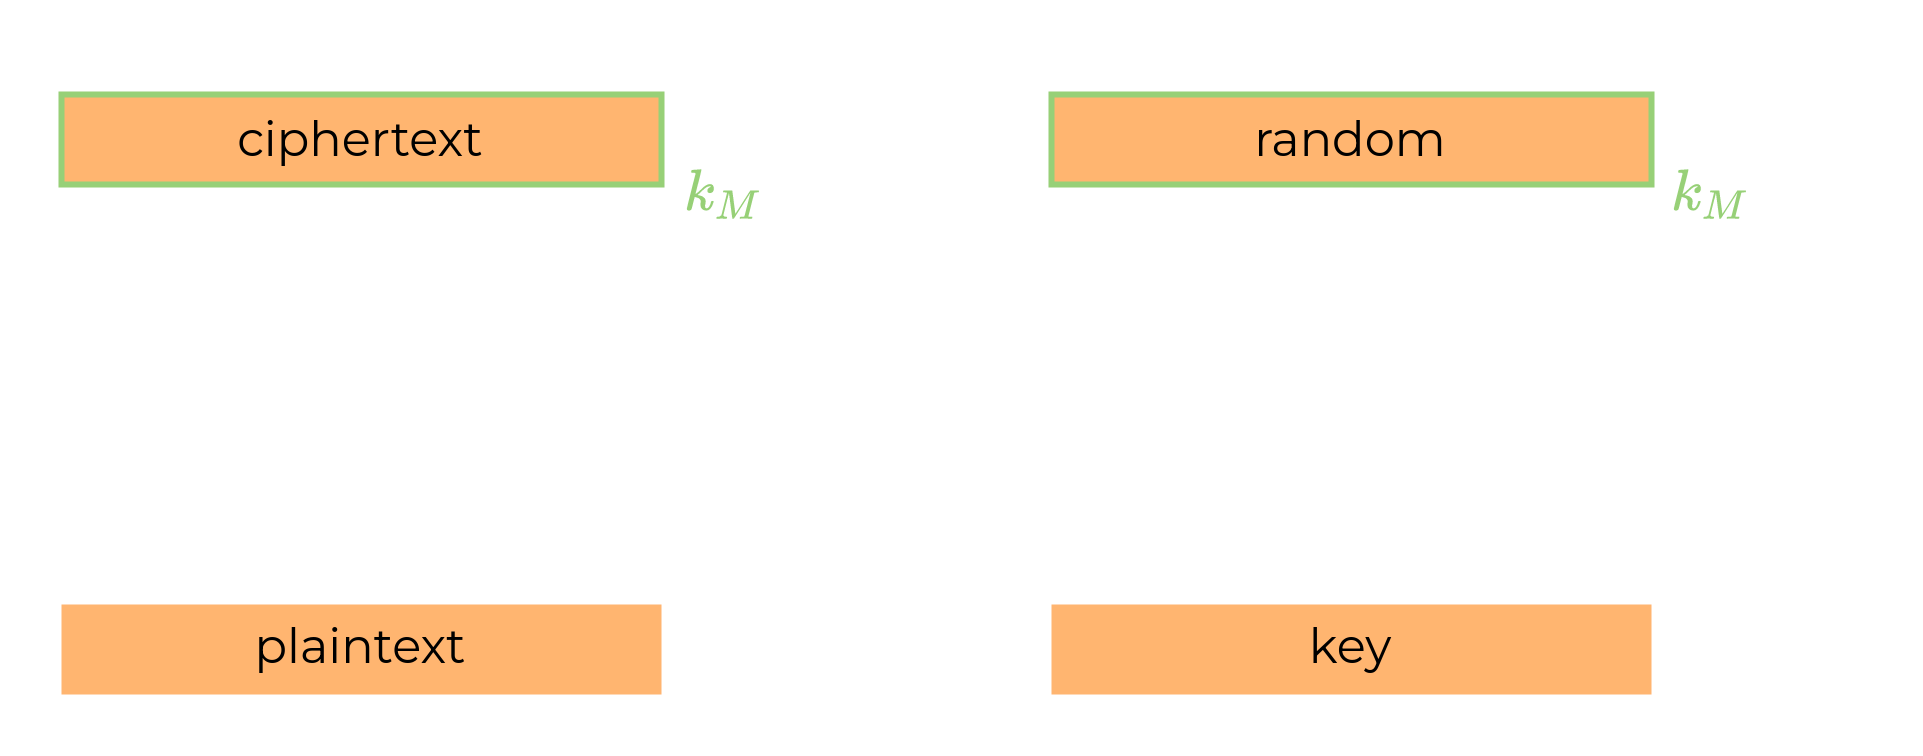 ciphertext
k_M
random
k_M
plaintext
key